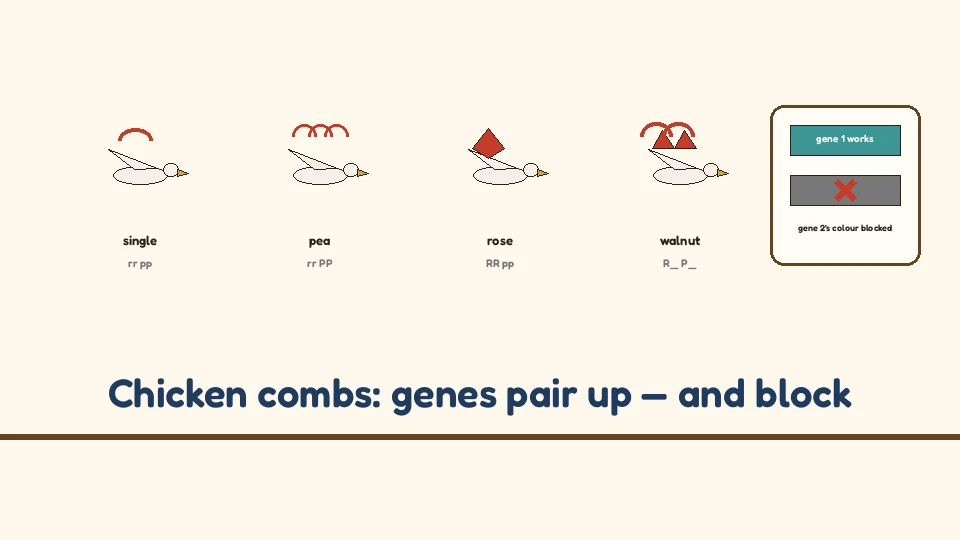 gene 1 works
gene 2's colour blocked
single
pea
rose
walnut
rr pp
rr PP
RR pp
R_ P_
Chicken combs: genes pair up — and block